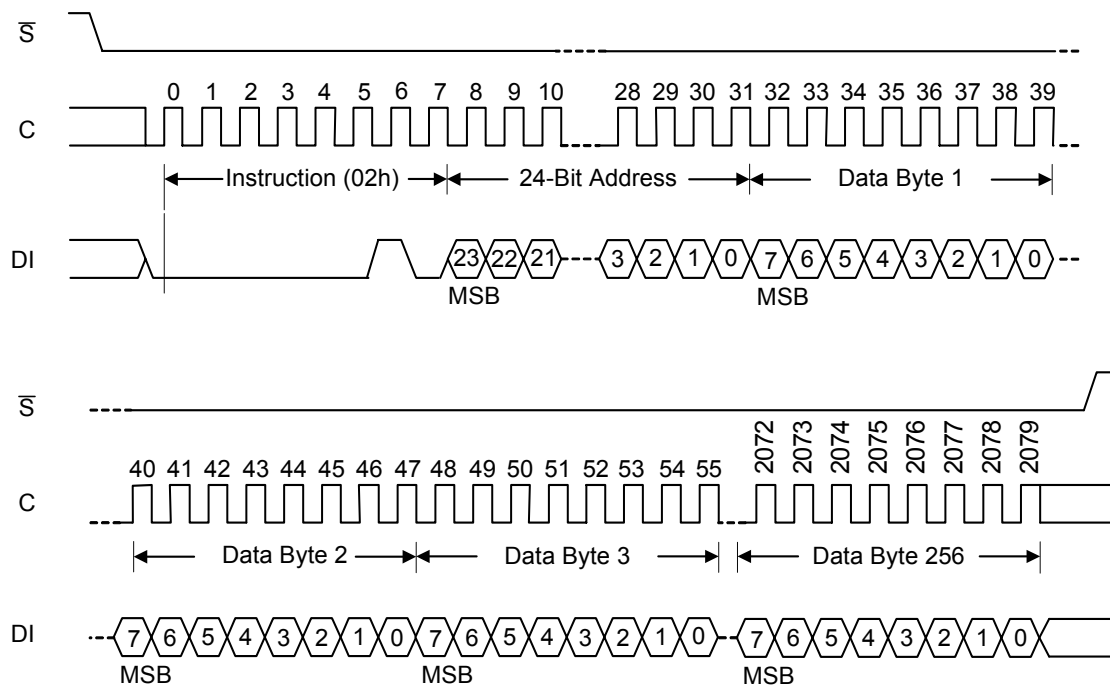 S̅
0 1 2 3 4 5 6 7 8 9 10 28 29 30 31 32 33 34 35 36 37 38 39
C
Instruction (02h) 24-Bit Address Data Byte 1
DI 23 22 21 3 2 1 0 7 6 5 4 3 2 1 0
MSB MSB
S̅
2072 2073 2074 2075 2076 2077 2078 2079
40 41 42 43 44 45 46 47 48 49 50 51 52 53 54 55
C
Data Byte 2 Data Byte 3 Data Byte 256
DI 7 6 5 4 3 2 1 0 7 6 5 4 3 2 1 0 7 6 5 4 3 2 1 0
MSB MSB MSB